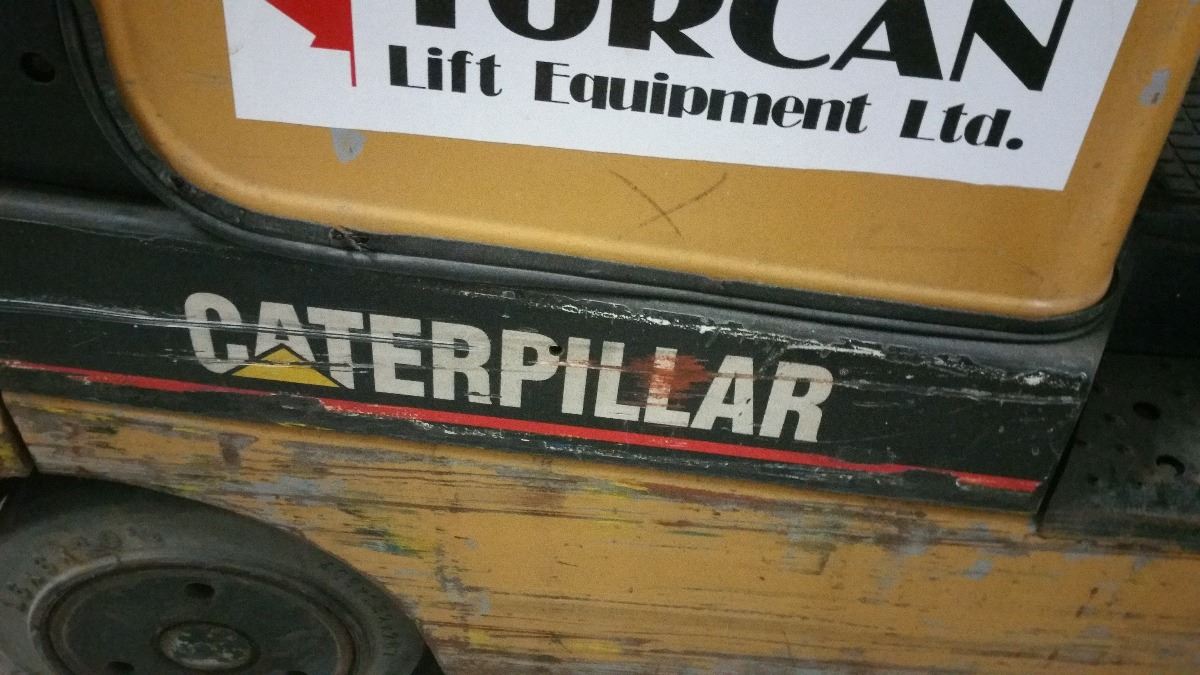 TORCAN
Lift Equipment Ltd.
CATERPILLAR